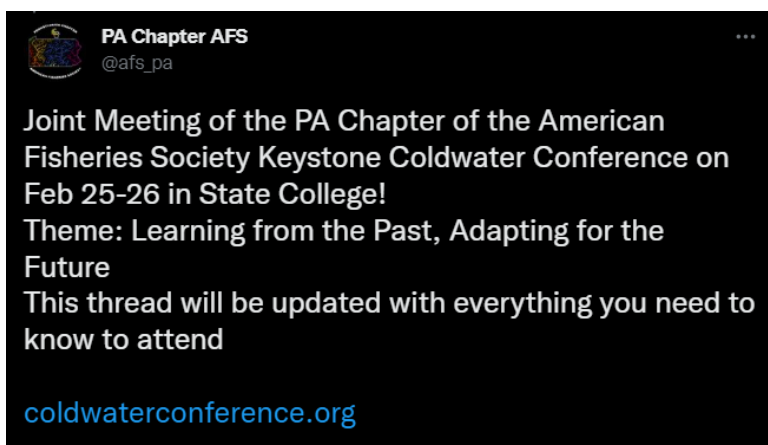 PA Chapter AFS
@afs_pa
Joint Meeting of the PA Chapter of the American
Fisheries Society Keystone Coldwater Conference on
Feb 25-26 in State College!
Theme: Learning from the Past, Adapting for the
Future
This thread will be updated with everything you need to
know to attend
coldwaterconference.org